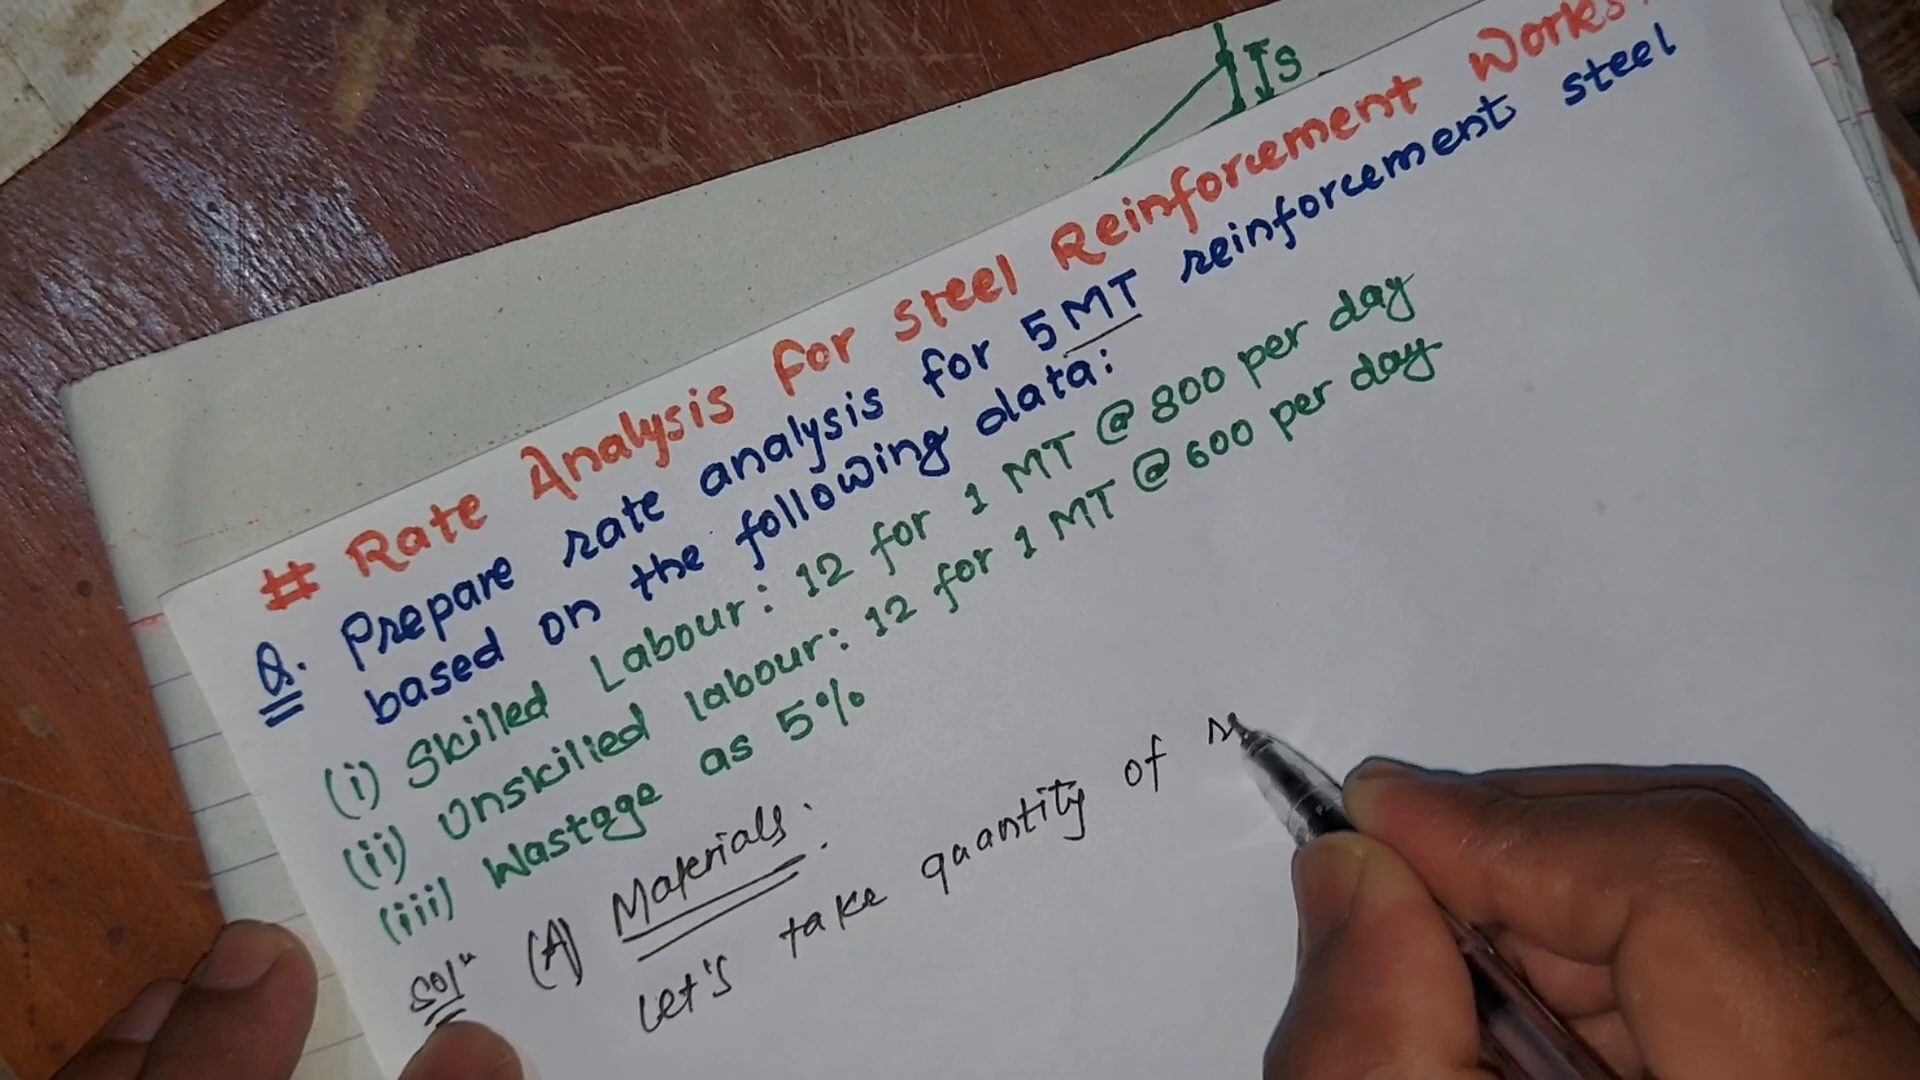 S
# Rate Analysis for steel Reinforcement Works:
Q. Prepare rate analysis for 5 MT reinforcement steel
based on the following data:
(i) Skilled Labour: 12 for 1 MT @ 800 per day
(ii) Unskilled labour: 12 for 1 MT @ 600 per day
(iii) Wastage as 5%
Solⁿ (A) Materials:
Let's take quantity of